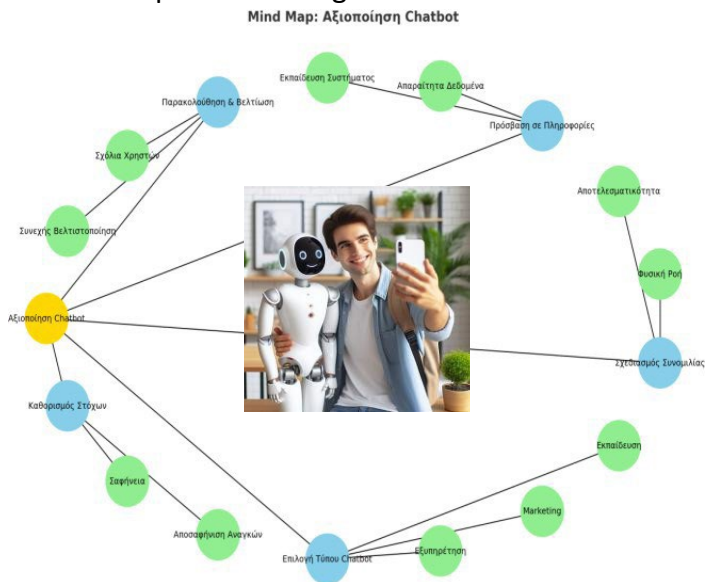 Mind Map: Αξιοποίηση Chatbot
Εκπαίδευση Συστήματος
Απαραίτητα Δεδομένα
Παρακολούθηση & Βελτίωση
Πρόσβαση σε Πληροφορίες
Σχόλια Χρηστών
Αποτελεσματικότητα
Συνεχής Βελτιστοποίηση
Φυσική Ροή
Αξιοποίηση Chatbot
Σχεδιασμός Συνομιλίας
Καθορισμός Στόχων
Εκπαίδευση
Σαφήνεια
Marketing
Αποσαφήνιση Αναγκών
Εξυπηρέτηση
Επιλογή Τύπου Chatbot